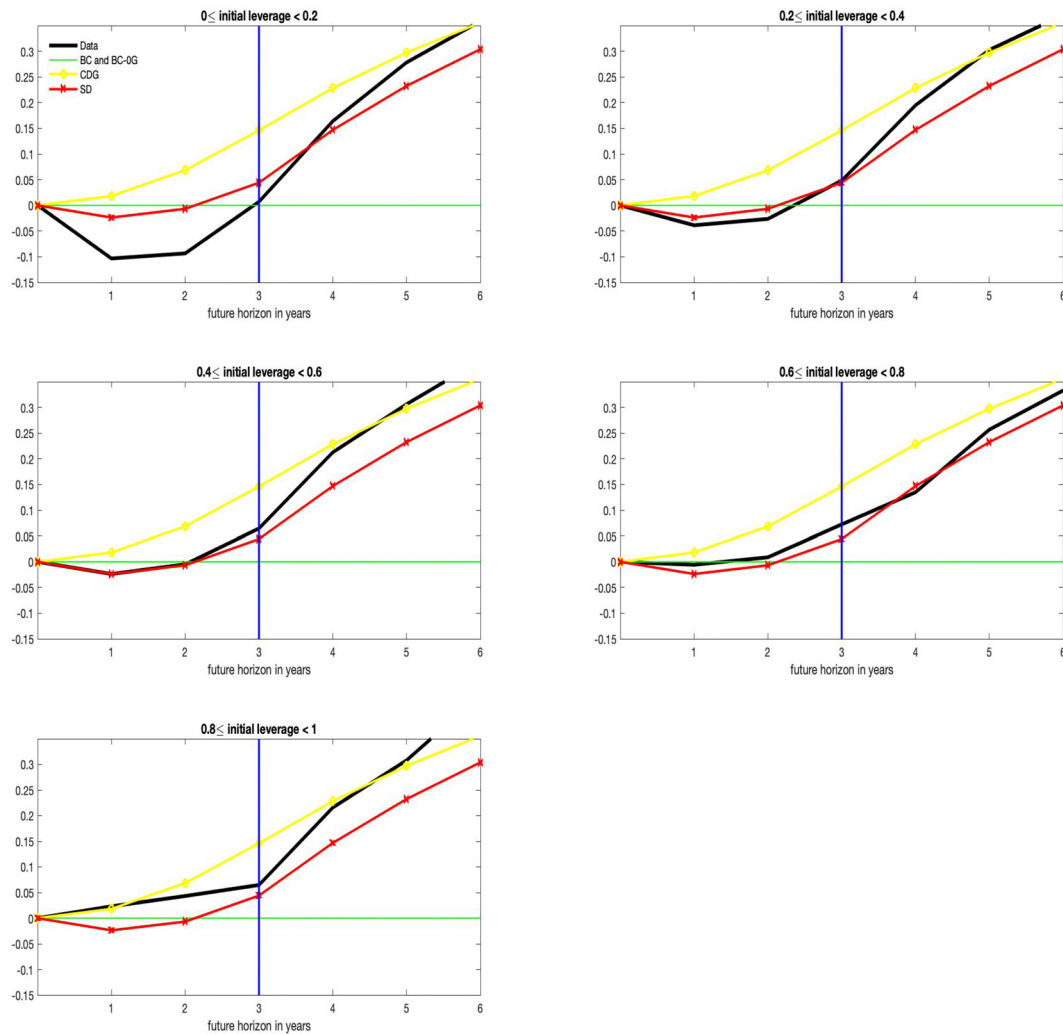 0≤ initial leverage < 0.2
0.3
0.25
0.2
0.15
0.1
0.05
0
-0.05
-0.1
-0.15
Data
BC and BC-0G
CDG
SD
1 2 3 4 5 6
future horizon in years
0.2≤ initial leverage < 0.4
0.3
0.25
0.2
0.15
0.1
0.05
0
-0.05
-0.1
-0.15
1 2 3 4 5 6
future horizon in years
0.4≤ initial leverage < 0.6
0.3
0.25
0.2
0.15
0.1
0.05
0
-0.05
-0.1
-0.15
1 2 3 4 5 6
future horizon in years
0.6≤ initial leverage < 0.8
0.3
0.25
0.2
0.15
0.1
0.05
0
-0.05
-0.1
-0.15
1 2 3 4 5 6
future horizon in years
0.8≤ initial leverage < 1
0.3
0.25
0.2
0.15
0.1
0.05
0
-0.05
-0.1
-0.15
1 2 3 4 5 6
future horizon in years